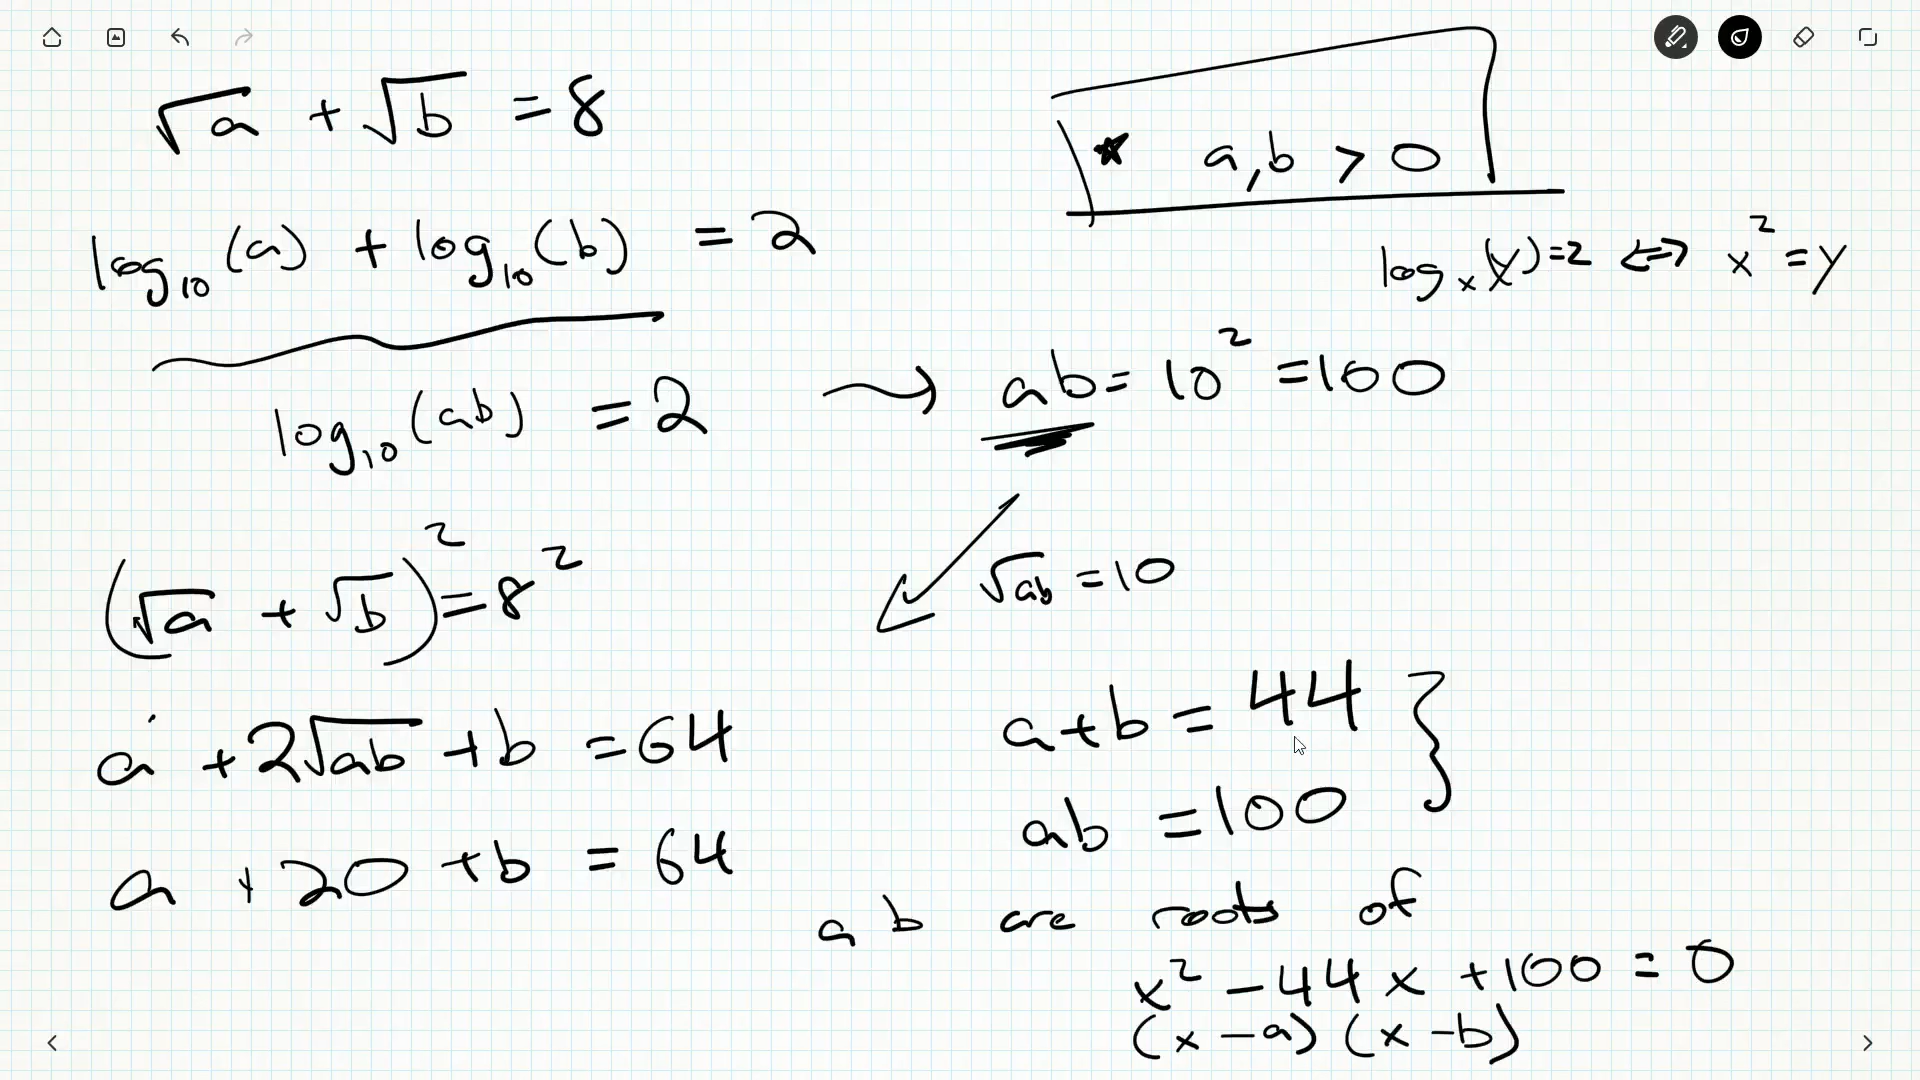 √a + √b = 8
* a,b > 0
log₁₀(a) + log₁₀(b) = 2
logₓ(y)=2 ⟷ x² = y
log₁₀(ab) = 2 → ab = 10² = 100
(√a + √b)² = 8²
√ab = 10
a + 2√ab + b = 64
a + b = 44 }
ab = 100
a + 20 + b = 64
a b are roots of
x² - 44x + 100 = 0
(x - a) (x - b)